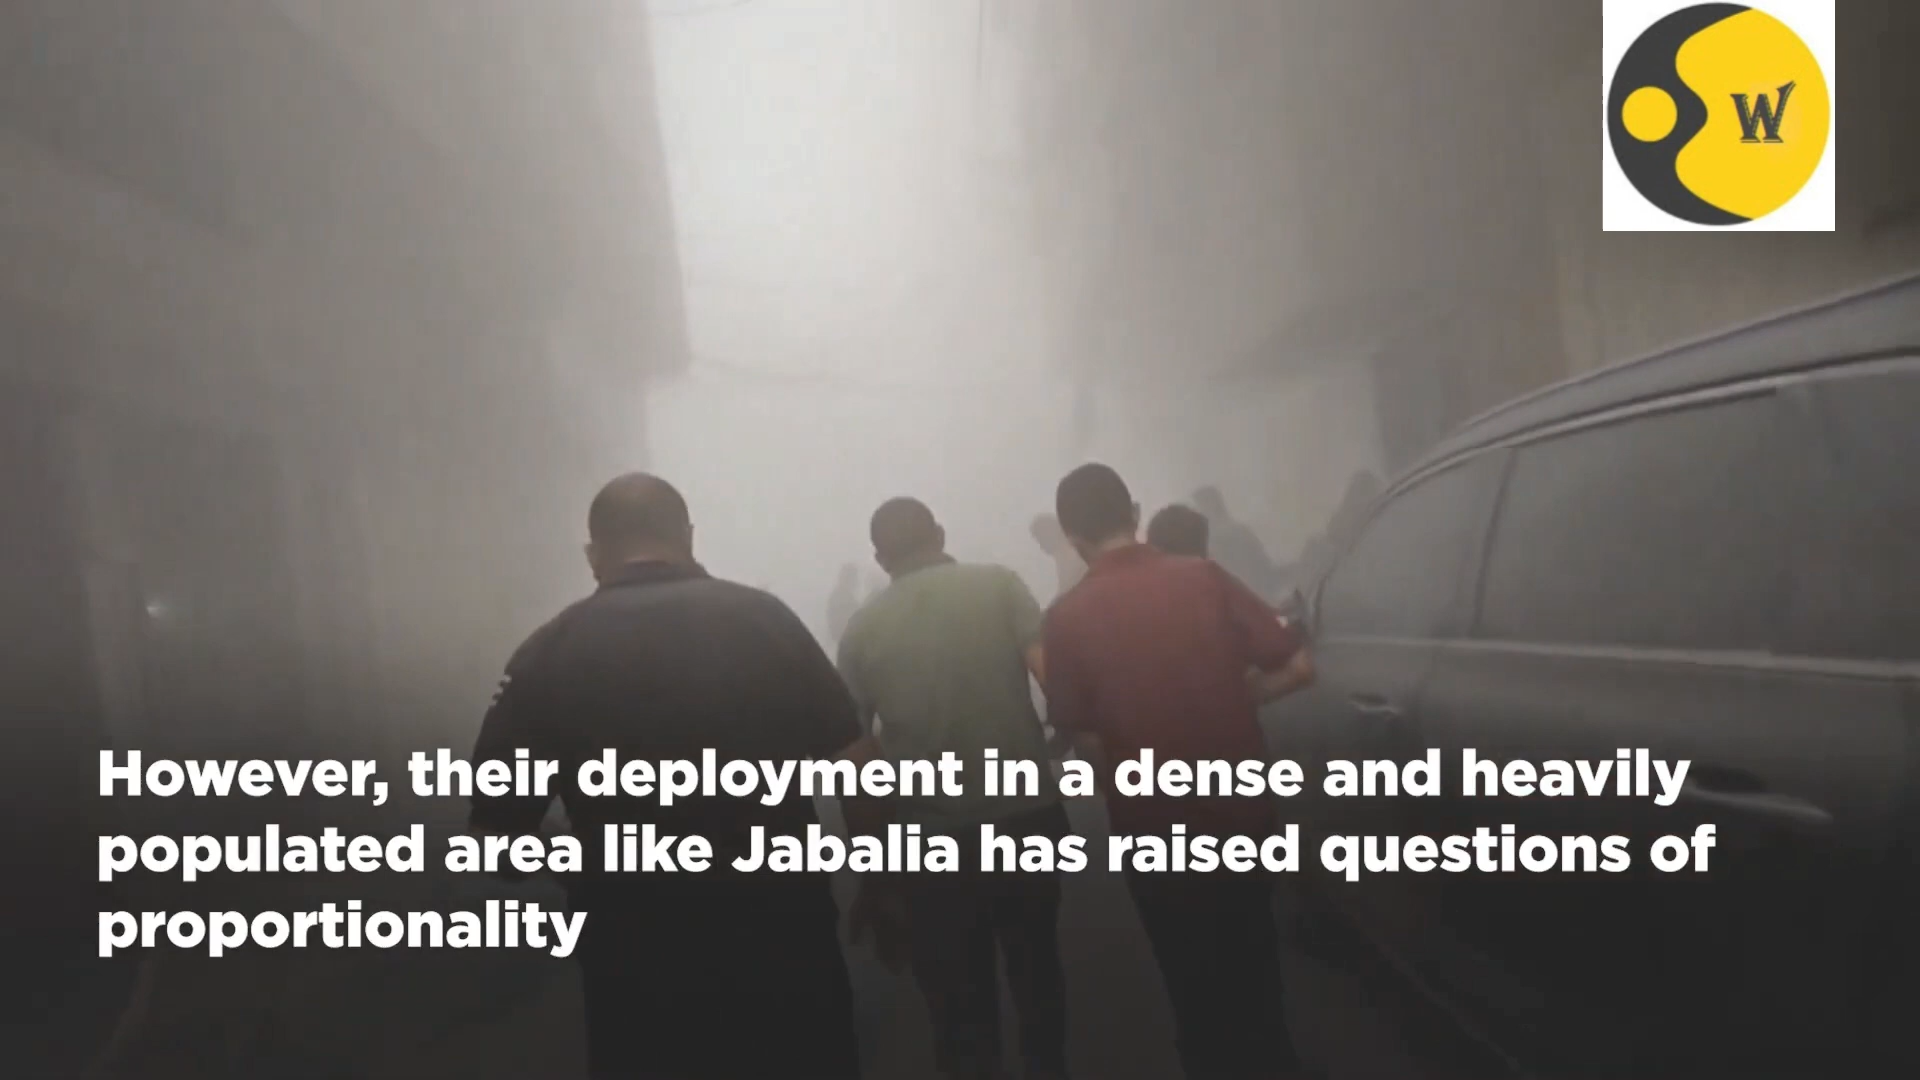 W
However, their deployment in a dense and heavily
populated area like Jabalia has raised questions of
proportionality